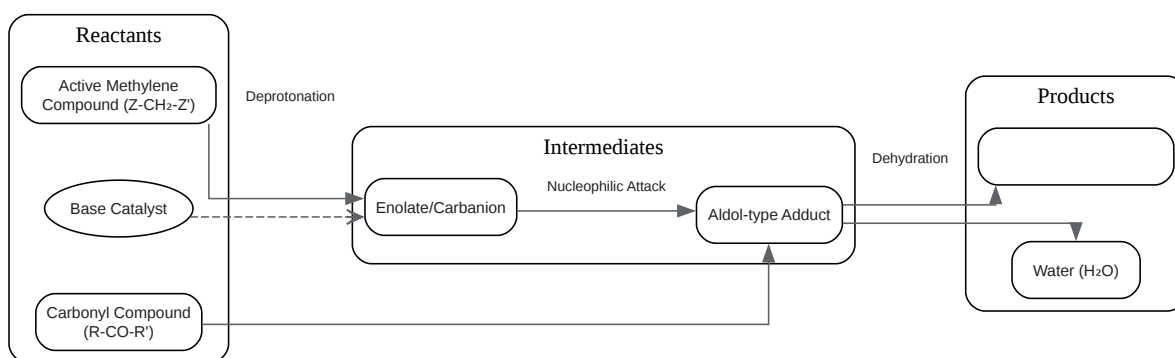 Reactants
Active Methylene
Compound (Z-CH₂-Z')
Deprotonation
Base Catalyst
Carbonyl Compound
(R-CO-R')
Intermediates
Enolate/Carbanion
Nucleophilic Attack
Aldol-type Adduct
Dehydration
Products
Water (H₂O)